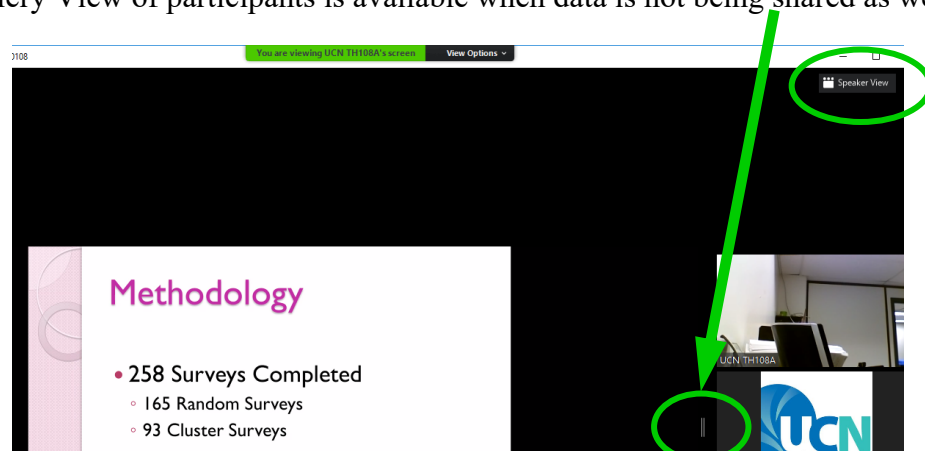 ery View of participants is available when data is not being shared as we
0108
You are viewing UCN TH108A's screen View Options
Speaker View
Methodology
258 Surveys Completed
165 Random Surveys
93 Cluster Surveys
UCN TH108A
UCN